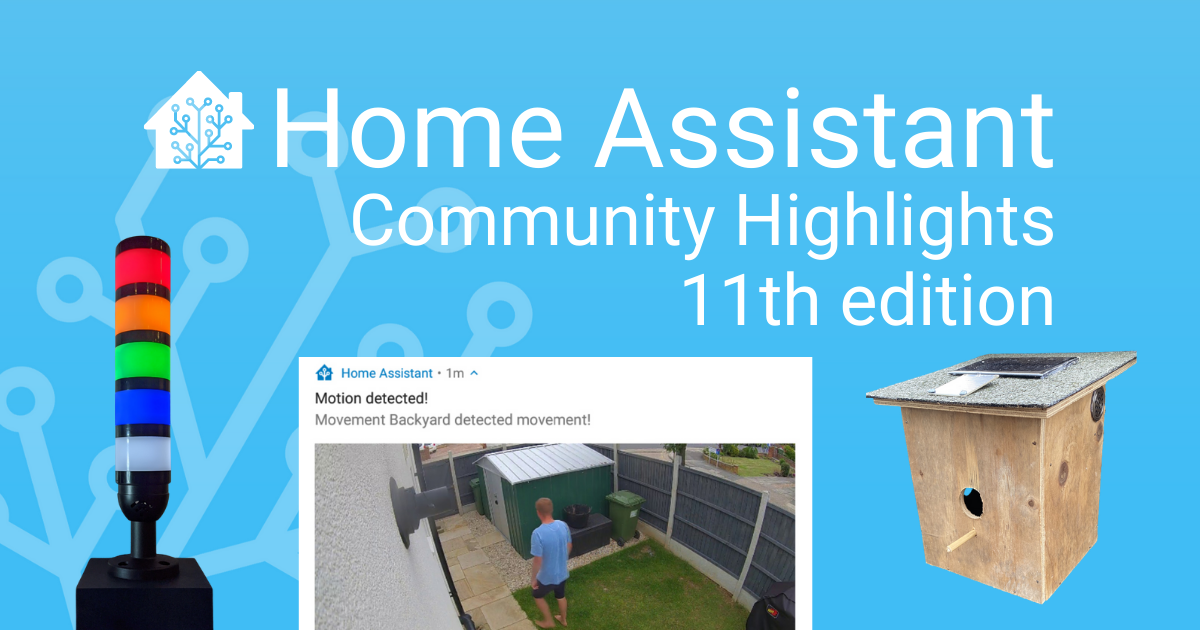 Home Assistant
Community Highlights
11th edition
Home Assistant • 1m
Motion detected!
Movement Backyard detected movement!